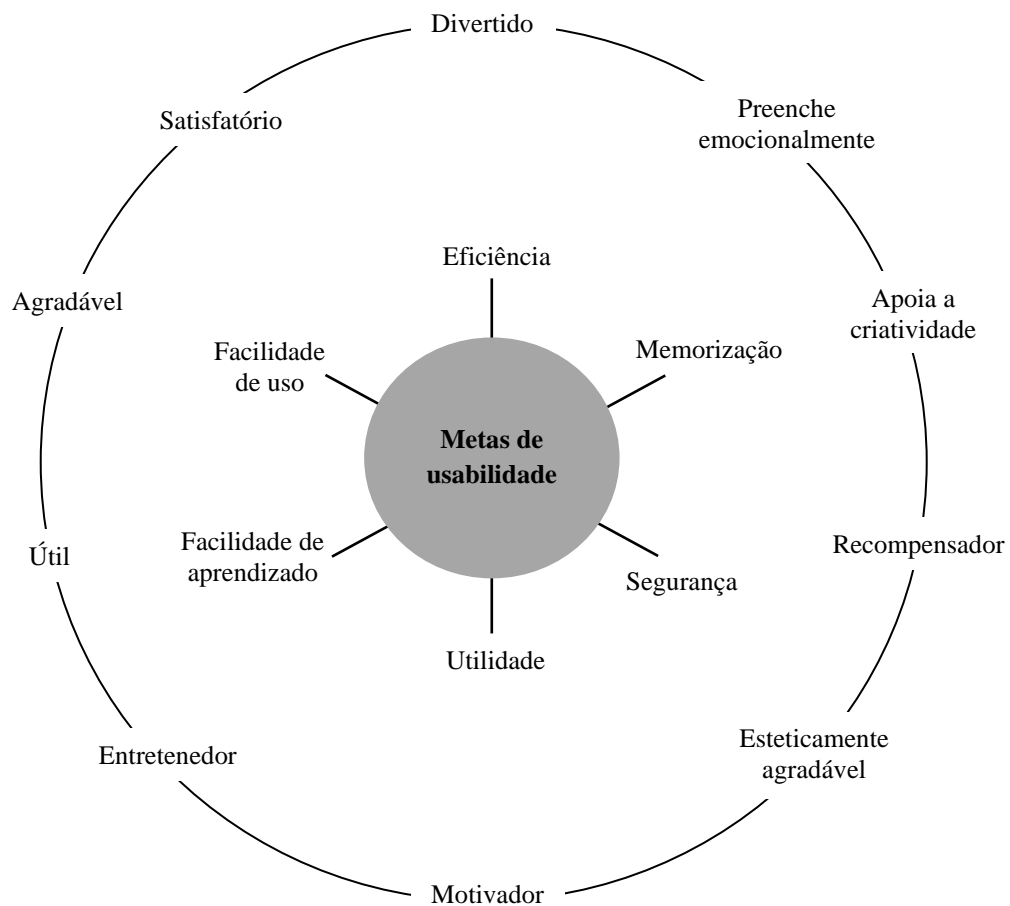 Divertido
Preenche
emocionalmente
Satisfatório
Eficiência
Agradável
Apoia a
criatividade
Facilidade
de uso
Memorização
Metas de
usabilidade
Facilidade de
aprendizado
Útil
Recompensador
Segurança
Utilidade
Esteticamente
agradável
Entretenedor
Motivador